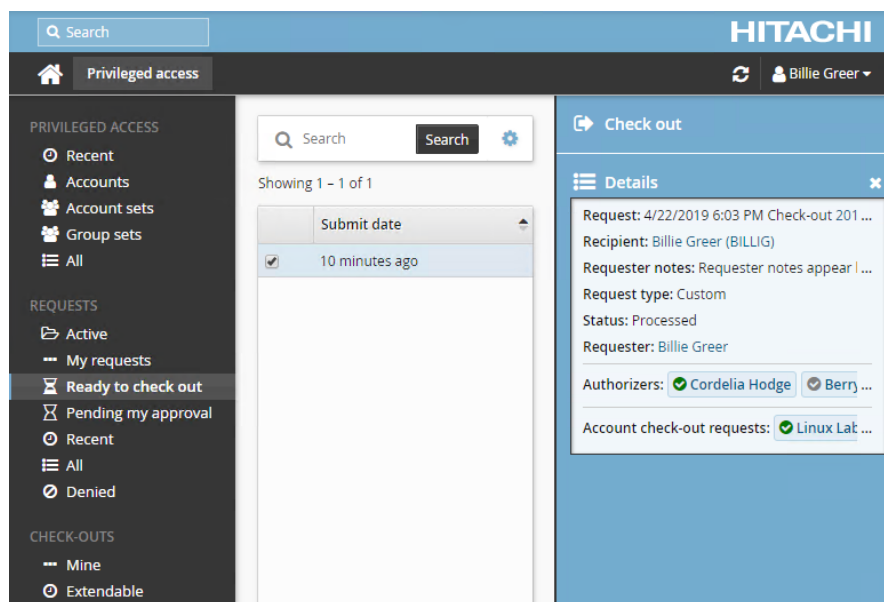 Search
HITACHI
Privileged access
Billie Greer
PRIVILEGED ACCESS
Recent
Accounts
Account sets
Group sets
All
REQUESTS
Active
My requests
Ready to check out
Pending my approval
Recent
All
Denied
CHECK-OUTS
Mine
Extendable
Search Search
Showing 1 – 1 of 1
Submit date
10 minutes ago
Check out
Details
Request: 4/22/2019 6:03 PM Check-out 201 ...
Recipient: Billie Greer (BILLIG)
Requester notes: Requester notes appear ...
Request type: Custom
Status: Processed
Requester: Billie Greer
Authorizers: Cordelia Hodge Berry ...
Account check-out requests: Linux Lab ...